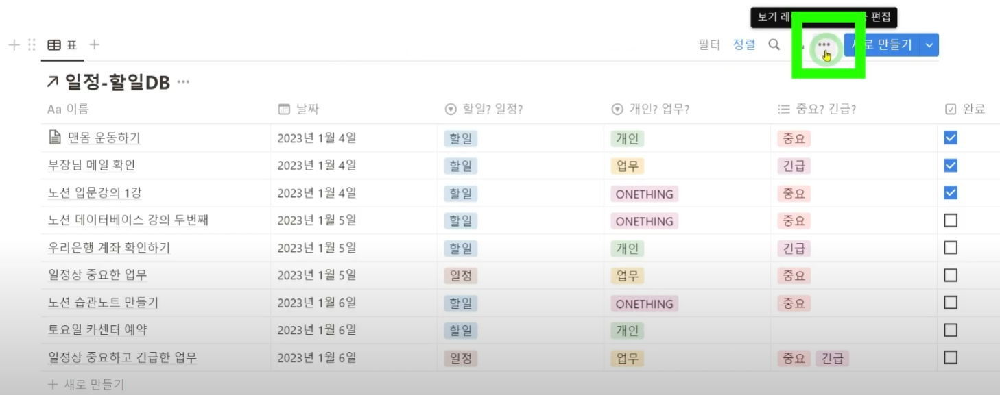 보기 편집
표
필터 정렬 새로 만들기
일정-할일DB
Aa 이름 날짜 할일? 일정? 개인? 업무? 중요? 긴급? 완료
맨몸 운동하기 2023년 1월 4일 할일 개인 중요
부장님 메일 확인 2023년 1월 4일 할일 업무 긴급
노션 입문강의 1강 2023년 1월 4일 할일 ONETHING 중요
노션 데이터베이스 강의 두번째 2023년 1월 5일 할일 ONETHING 중요
우리은행 계좌 확인하기 2023년 1월 5일 할일 개인 긴급
일정상 중요한 업무 2023년 1월 5일 일정 업무 중요
노션 습관노트 만들기 2023년 1월 6일 할일 ONETHING 중요
토요일 카센터 예약 2023년 1월 6일 할일 개인
일정상 중요하고 긴급한 업무 2023년 1월 6일 일정 업무 중요 긴급
새로 만들기